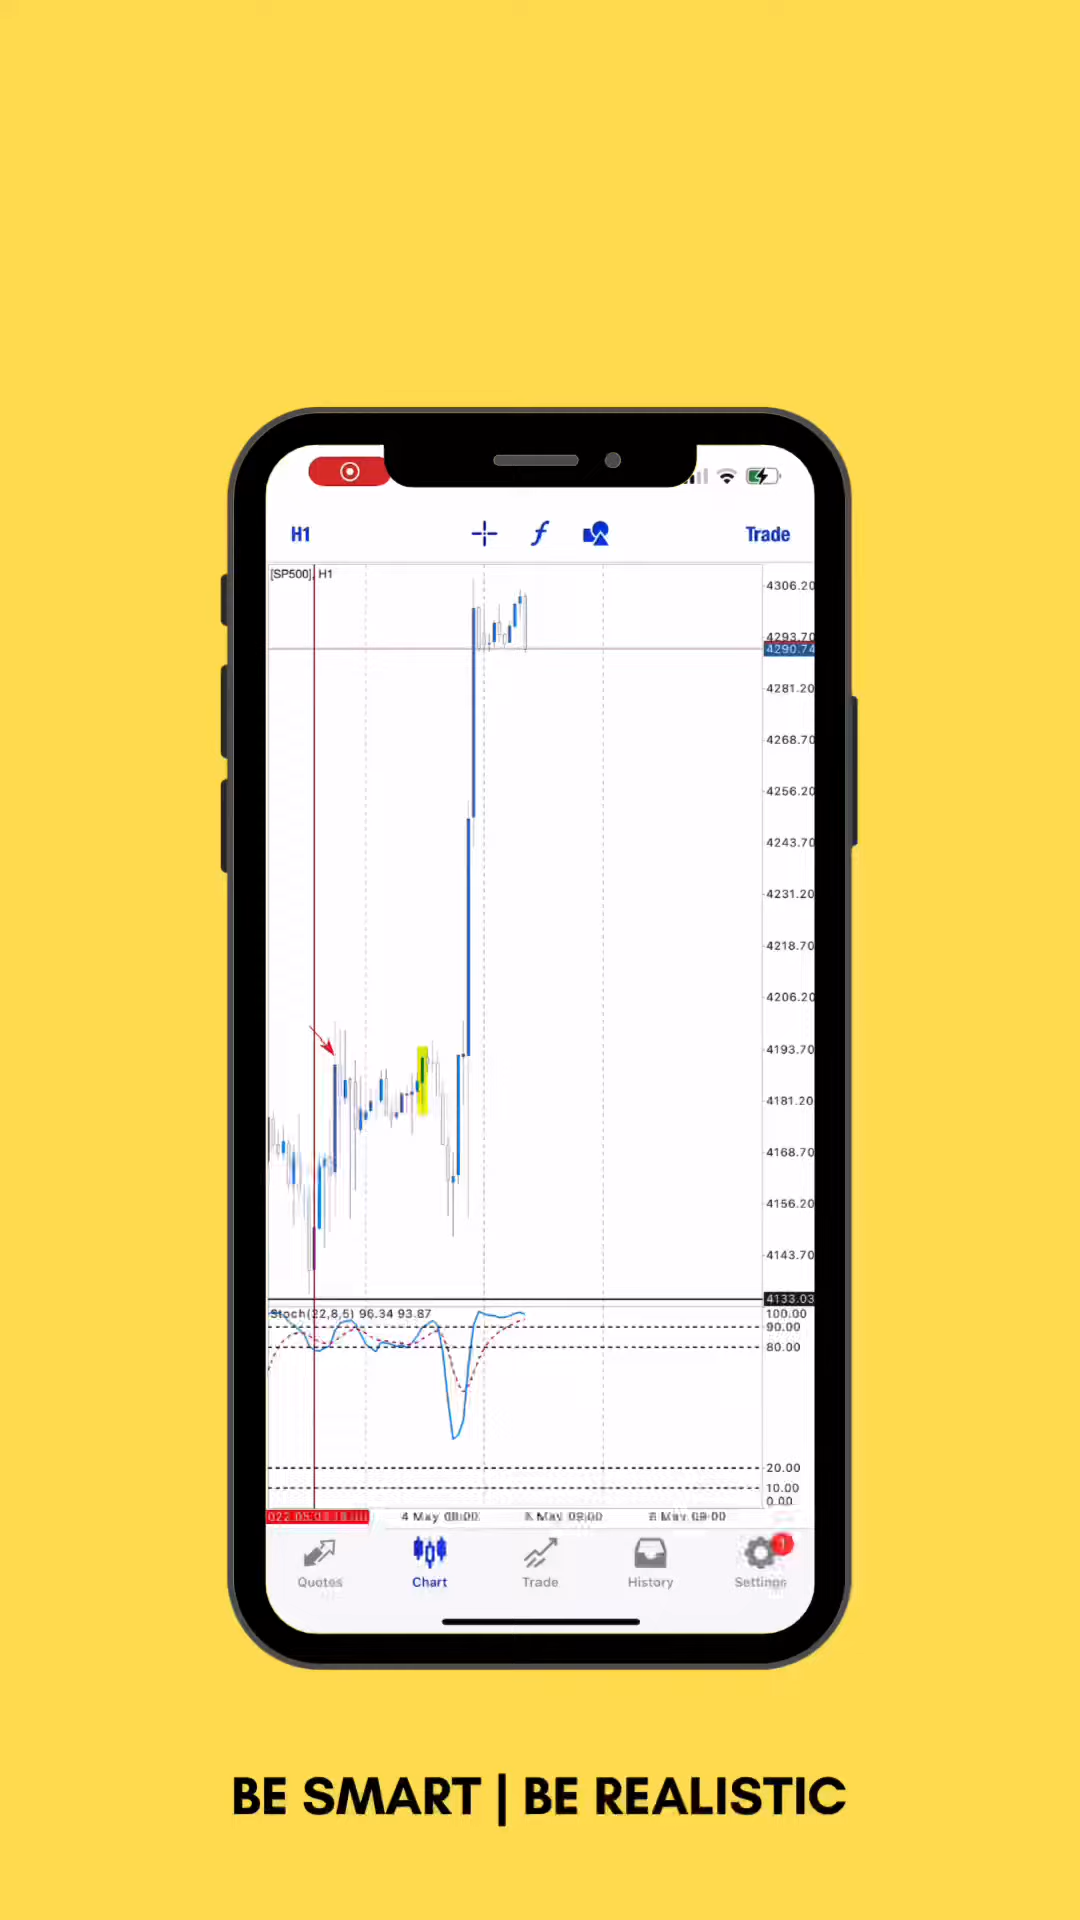 H1
Trade
[SP500], H1
4306.20
4293.70
4290.74
4281.20
4268.70
4256.20
4243.70
4231.20
4218.70
4206.20
4193.70
4181.20
4168.70
4156.20
4143.70
4133.03
Stoch(22,8,5) 96.34 93.87
100.00
90.00
80.00
20.00
10.00
0.00
4 May
May
May
Quotes
Chart
Trade
History
Settings
1
BE SMART | BE REALISTIC